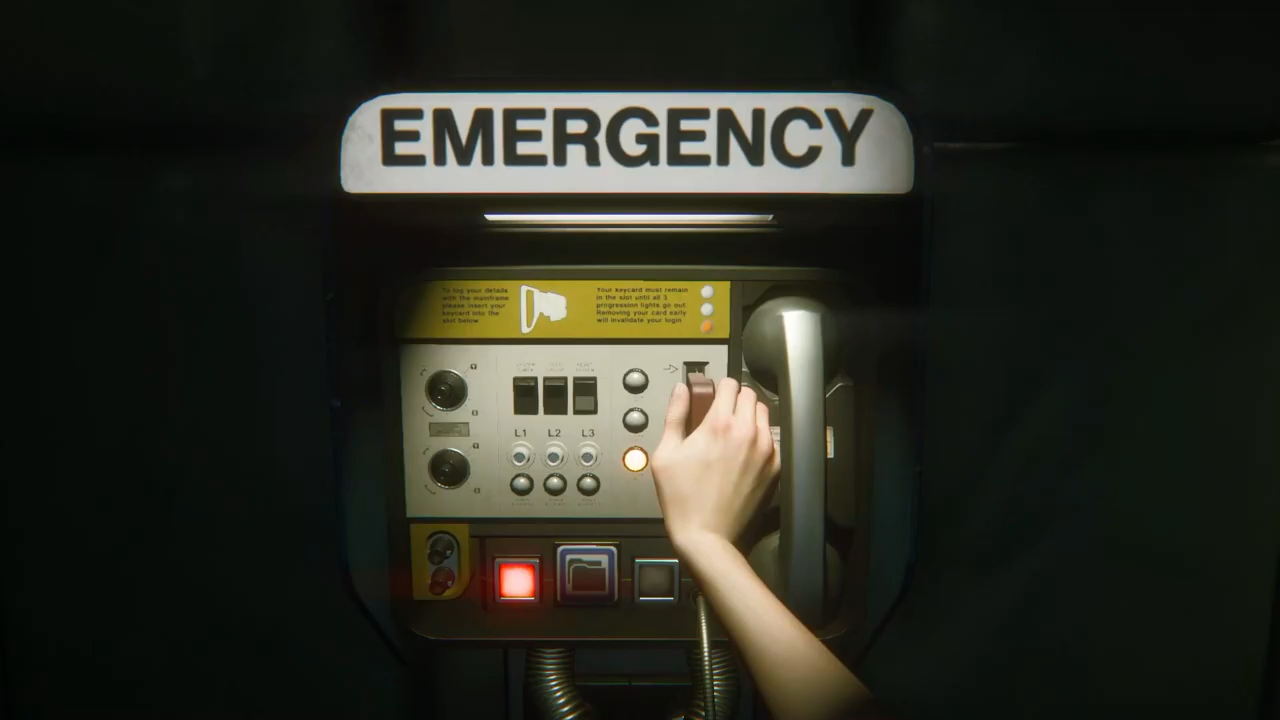 EMERGENCY
To log your details
with the mainframe
please insert your
keycard into the
slot below
Your keycard must remain
in the slot until all 3
progression lights go out.
Removing your card early
will invalidate your login
L1 L2 L3